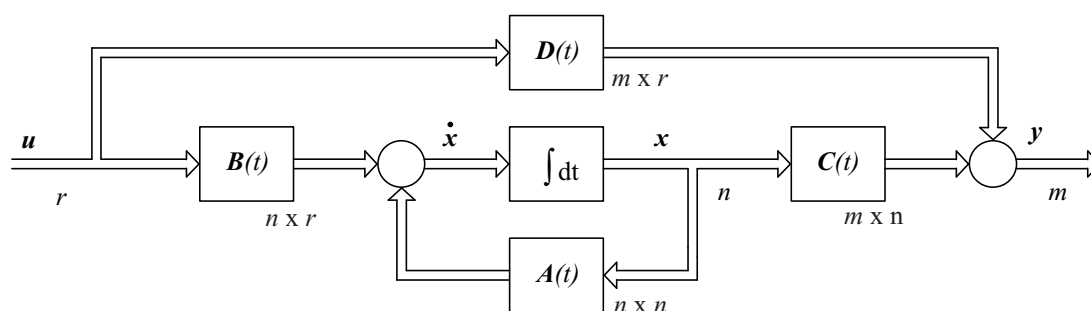 D(t)
m x r
u
B(t)
ẋ
∫dt
x
C(t)
y
r
n x r
n
m x n
m
A(t)
n x n